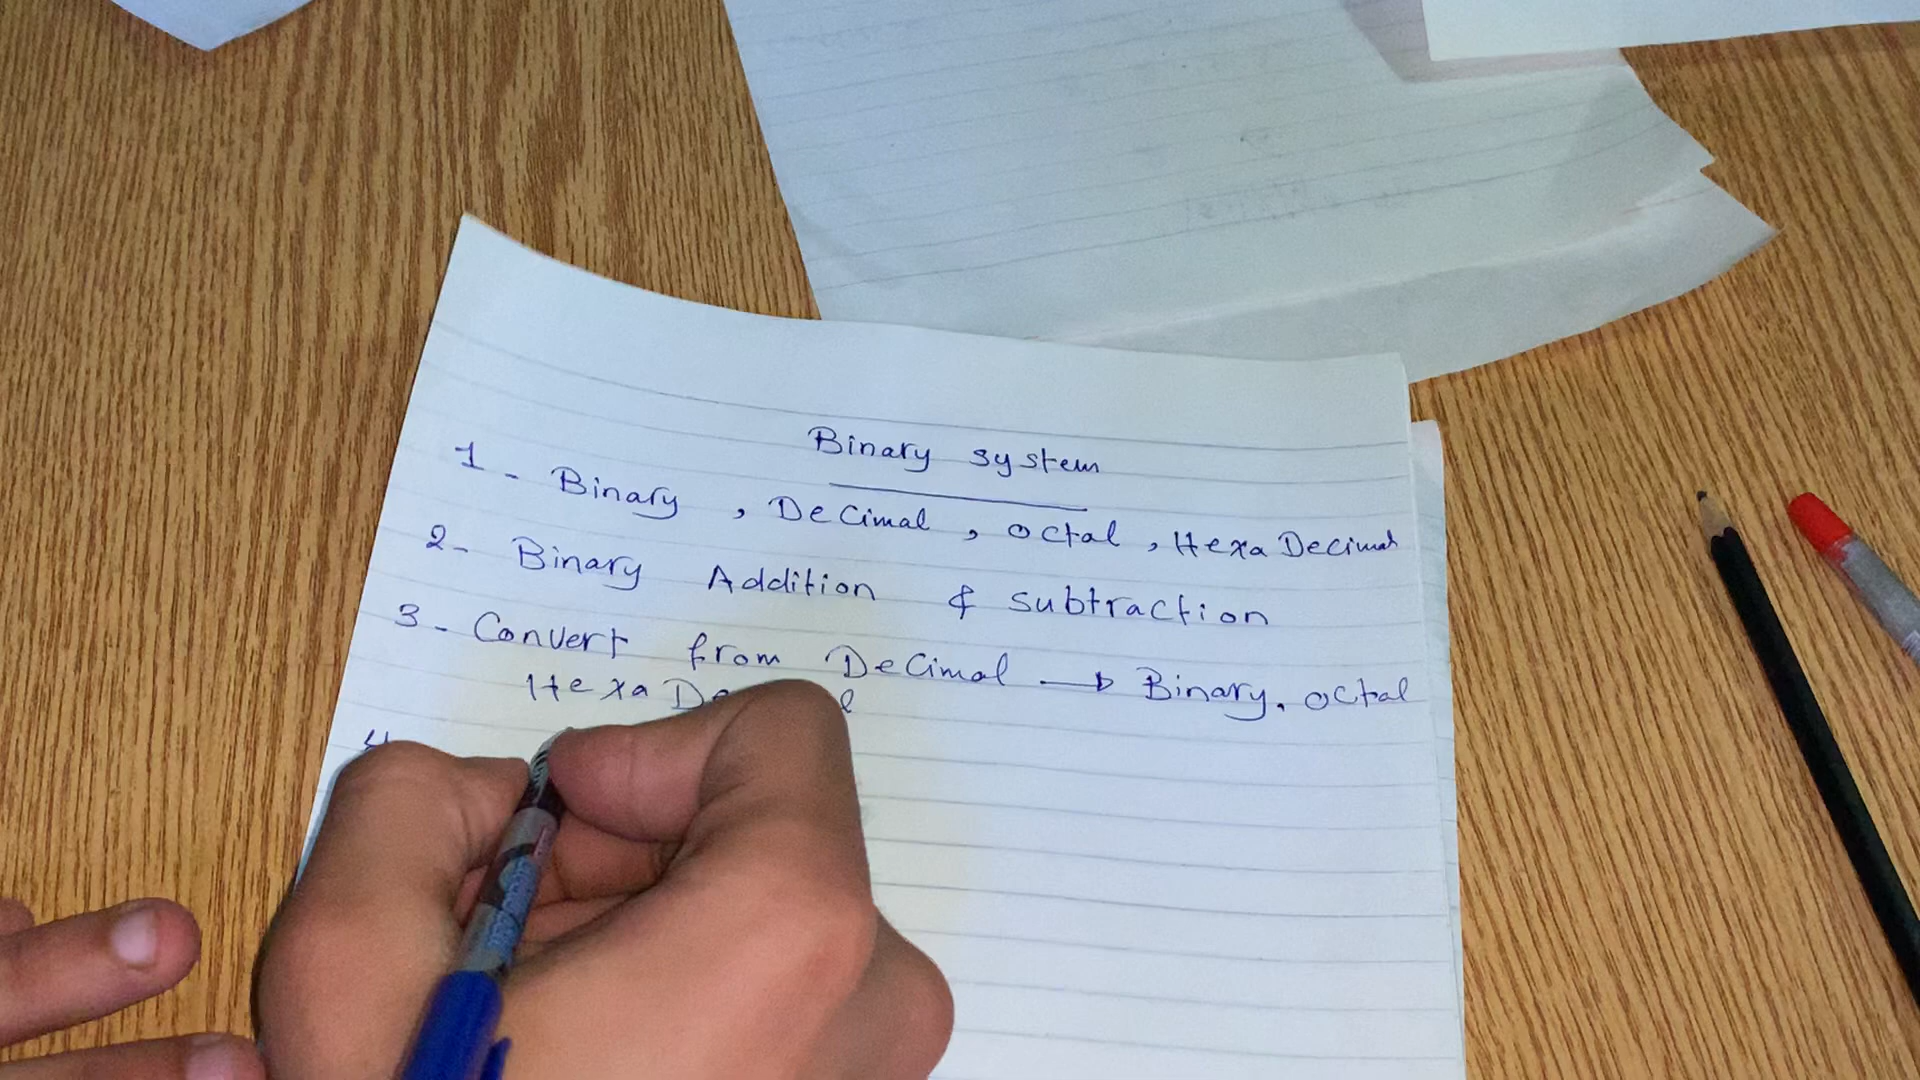 Binary system
1 - Binary , Decimal , octal , Hexa Decimal
2 - Binary Addition & subtraction
3 - Convert from Decimal → Binary. octal
Hexa
4